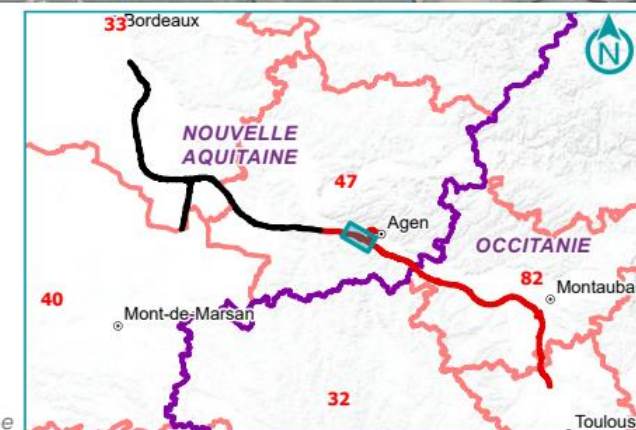 33 Bordeaux
N
NOUVELLE
AQUITAINE
47
Agen
OCCITANIE
82
Montauba
40
Mont-de-Marsan
32
Toulous
e